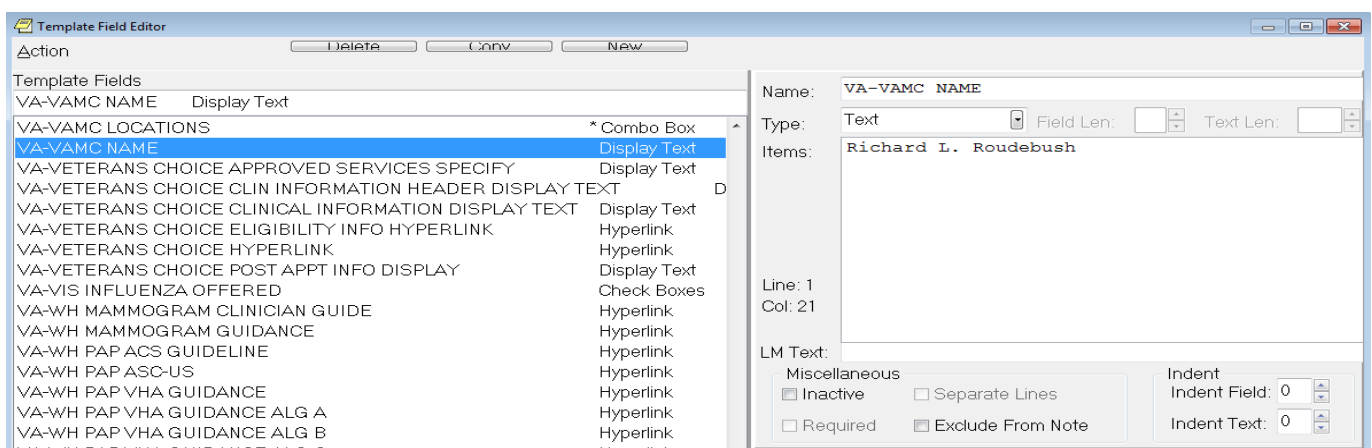 Template Field Editor
Action Delete Copy New
Template Fields
VA-VAMC NAME Display Text
VA-VAMC LOCATIONS * Combo Box
VA-VAMC NAME Display Text
VA-VETERANS CHOICE APPROVED SERVICES SPECIFY Display Text
VA-VETERANS CHOICE CLIN INFORMATION HEADER DISPLAY TEXT D
VA-VETERANS CHOICE CLINICAL INFORMATION DISPLAY TEXT Display Text
VA-VETERANS CHOICE ELIGIBILITY INFO HYPERLINK Hyperlink
VA-VETERANS CHOICE HYPERLINK Hyperlink
VA-VETERANS CHOICE POST APPT INFO DISPLAY Display Text
VA-VIS INFLUENZA OFFERED Check Boxes
VA-WH MAMMOGRAM CLINICIAN GUIDE Hyperlink
VA-WH MAMMOGRAM GUIDANCE Hyperlink
VA-WH PAP ACS GUIDELINE Hyperlink
VA-WH PAP ASC-US Hyperlink
VA-WH PAP VHA GUIDANCE Hyperlink
VA-WH PAP VHA GUIDANCE ALG A Hyperlink
VA-WH PAP VHA GUIDANCE ALG B Hyperlink
Name: VA-VAMC NAME
Type: Text Field Len: Text Len:
Items: Richard L. Roudebush
Line: 1
Col: 21
LM Text:
Miscellaneous Indent
Inactive Separate Lines Indent Field: 0
Required Exclude From Note Indent Text: 0